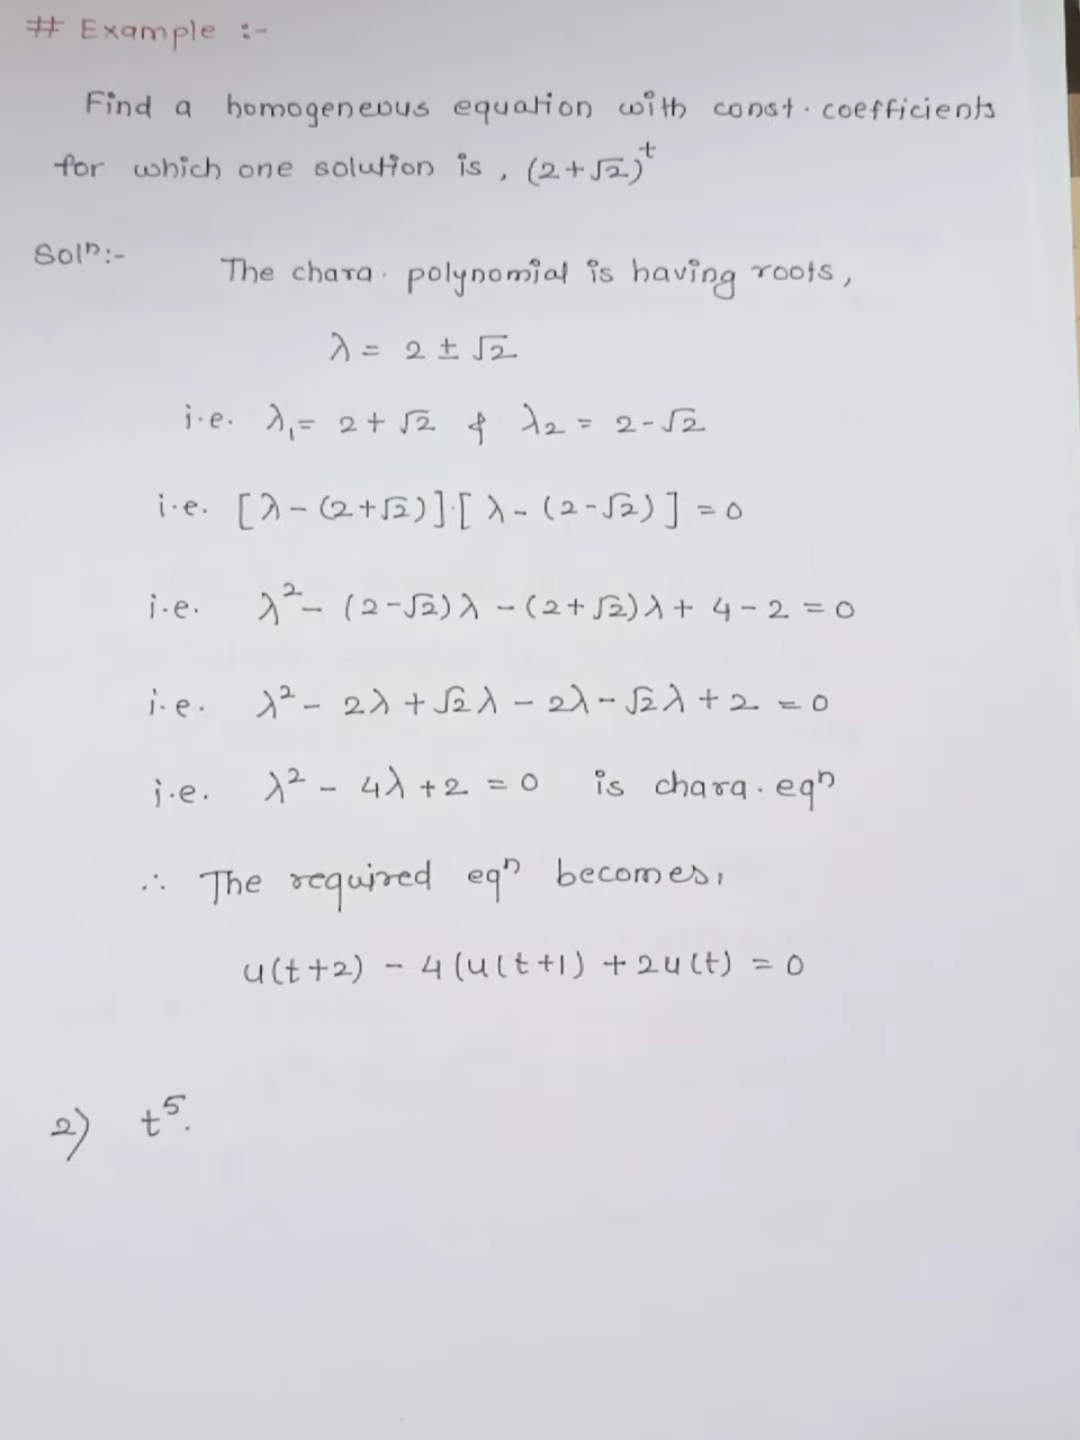 # Example :-
Find a homogeneous equation with const. coefficients
for which one solution is, (2+√2)^t
Solⁿ:- The chara. polynomial is having roots,
λ = 2 ± √2
i.e. λ₁= 2+√2 & λ2 = 2-√2
i.e. [λ-(2+√2)]·[λ-(2-√2)] = 0
i.e. λ² - (2-√2)λ - (2+√2)λ + 4 - 2 = 0
i.e. λ² - 2λ + √2 λ - 2λ - √2 λ + 2 = 0
i.e. λ² - 4λ + 2 = 0 is chara. eqⁿ
∴ The required eqⁿ becomes,
u(t+2) - 4(u(t+1) + 2u(t) = 0
2) t⁵.